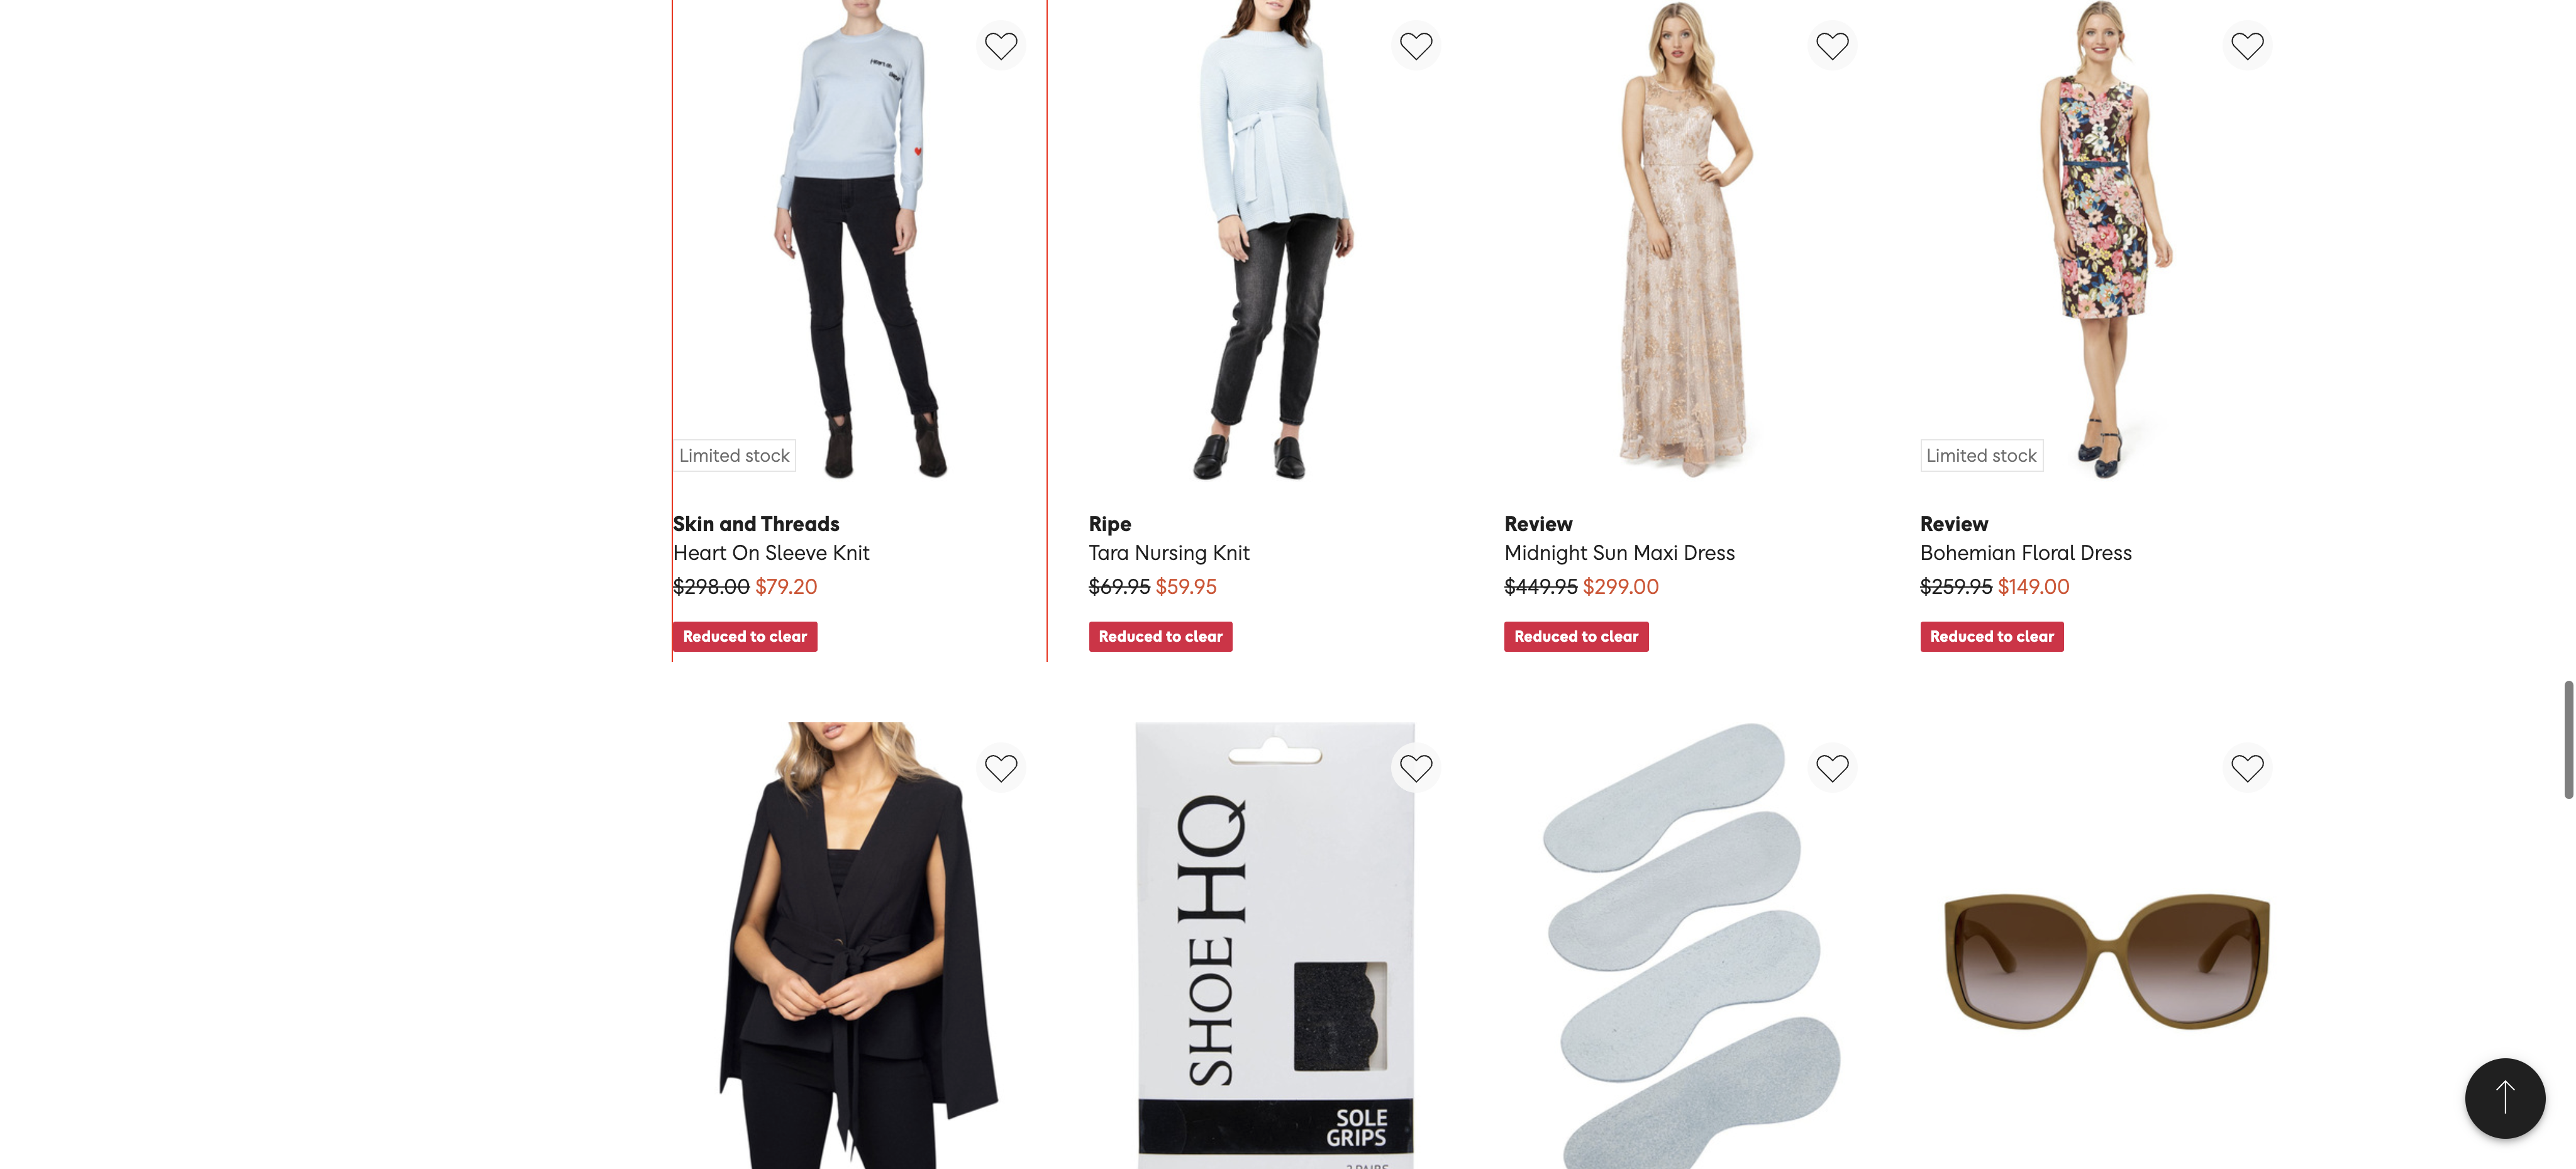 Heart on
Limited stock
Limited stock
Skin and Threads
Heart On Sleeve Knit
$298.00 $79.20
Reduced to clear
Ripe
Tara Nursing Knit
$69.95 $59.95
Reduced to clear
Review
Midnight Sun Maxi Dress
$449.95 $299.00
Reduced to clear
Review
Bohemian Floral Dress
$259.95 $149.00
Reduced to clear
SHOE HQ
SOLE
GRIPS